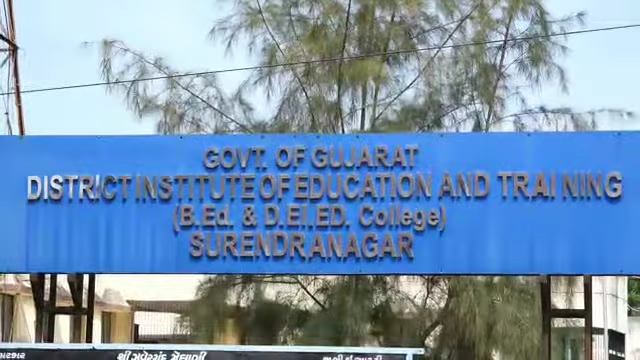 GOVT. OF GUJARAT
DISTRICT INSTITUTE OF EDUCATION AND TRAINING
(B.Ed. & D.El.ED. College)
SURENDRANAGAR